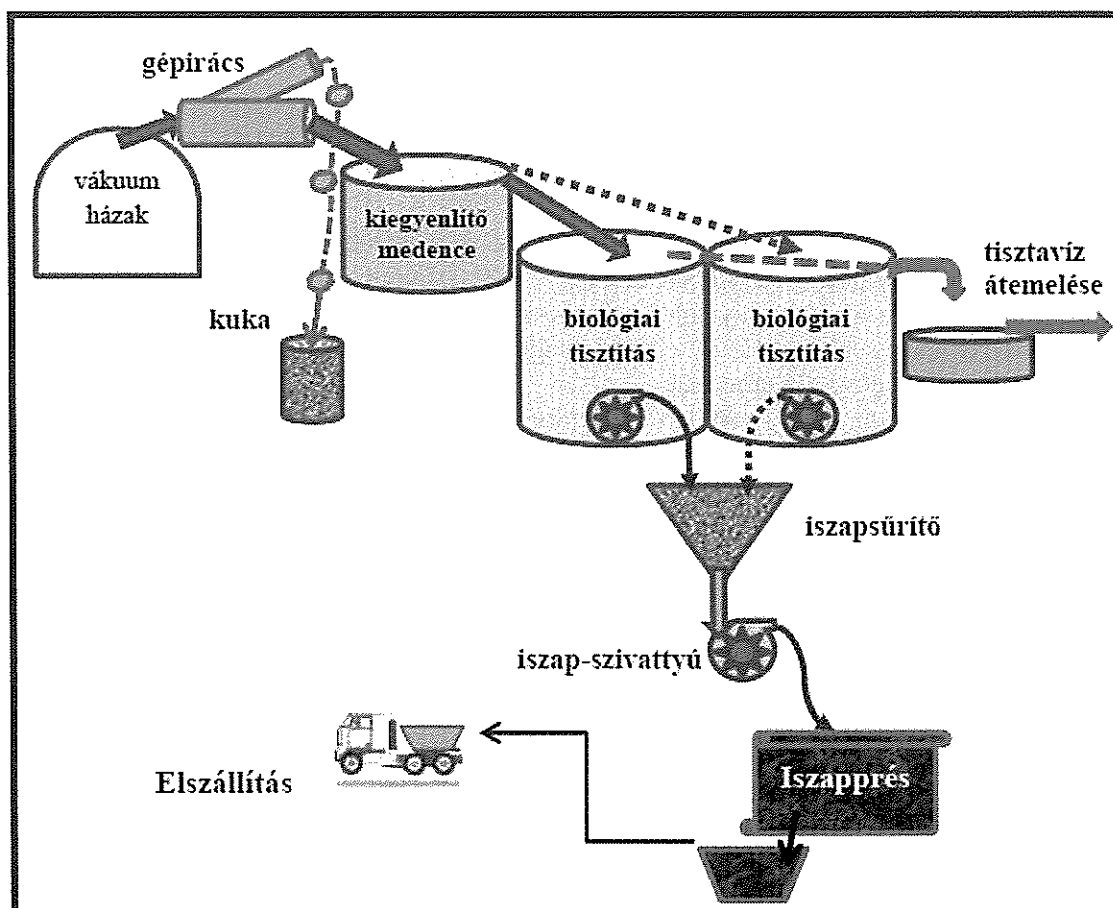 gépirács
vákuum
házak
kiegyenlítő
medence
kuka
biológiai
tisztítás
biológiai
tisztítás
tisztavíz
átemelése
iszapsűrítő
iszap-szivattyú
Elszállítás
Iszapprés